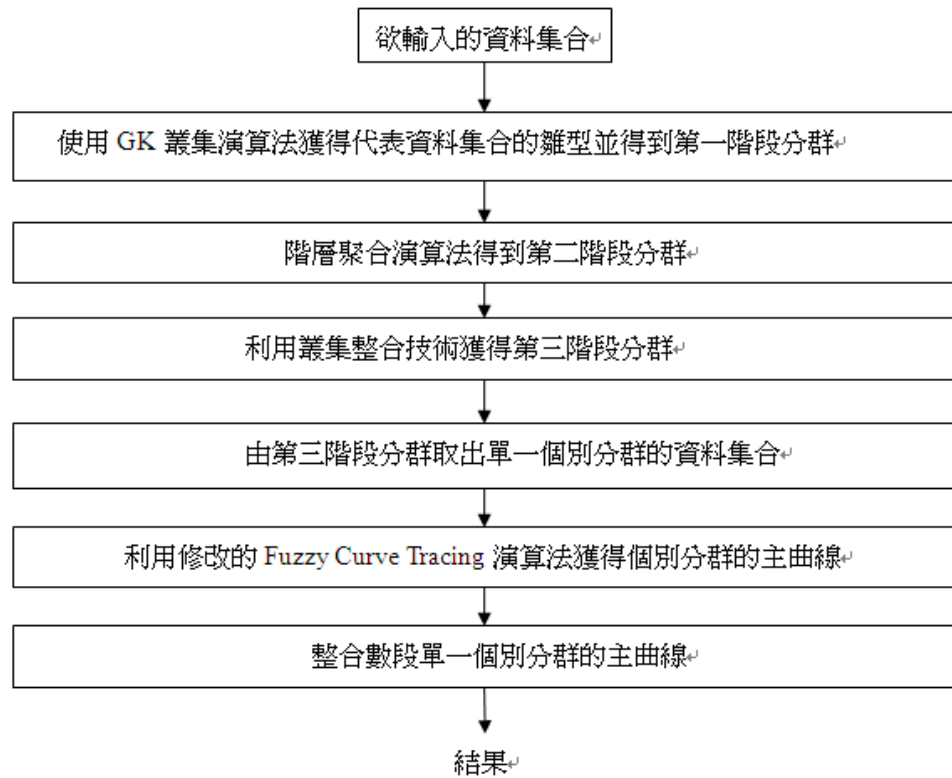 欲輸入的資料集合
使用 GK 叢集演算法獲得代表資料集合的雛型並得到第一階段分群
階層聚合演算法得到第二階段分群
利用叢集整合技術獲得第三階段分群
由第三階段分群取出單一個別分群的資料集合
利用修改的 Fuzzy Curve Tracing 演算法獲得個別分群的主曲線
整合數段單一個別分群的主曲線
結果